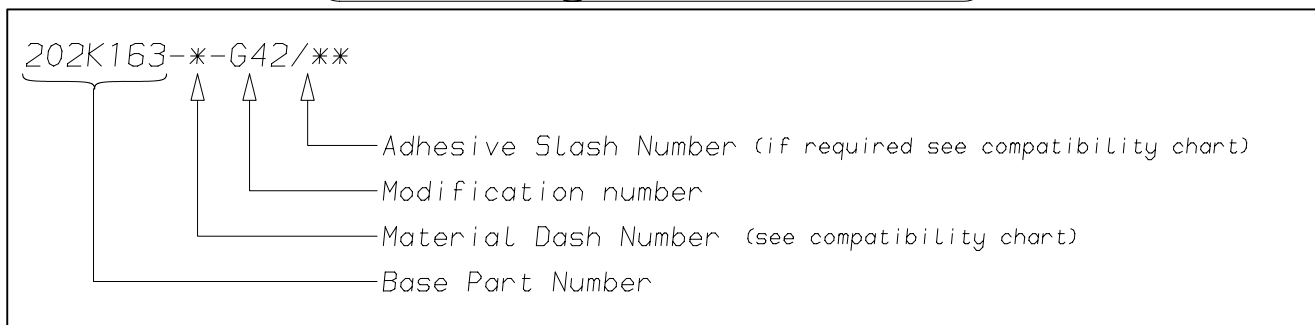 202K163-*-G42/**
Adhesive Slash Number (if required see compatibility chart)
Modification number
Material Dash Number (see compatibility chart)
Base Part Number